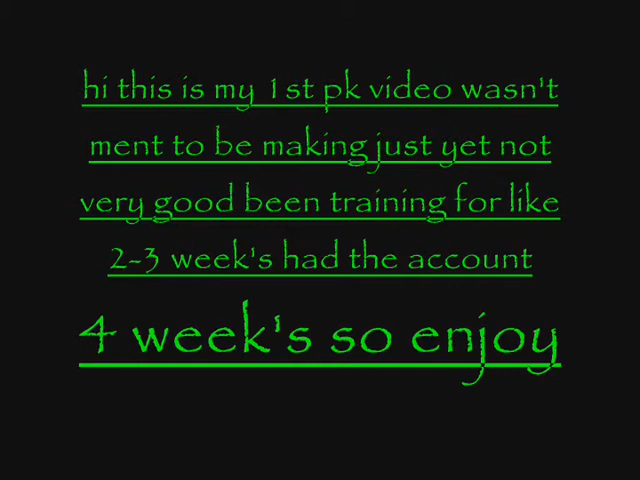 hi this is my 1st pk video wasn't
ment to be making just yet not
very good been training for like
2-3 week's had the account
4 week's so enjoy